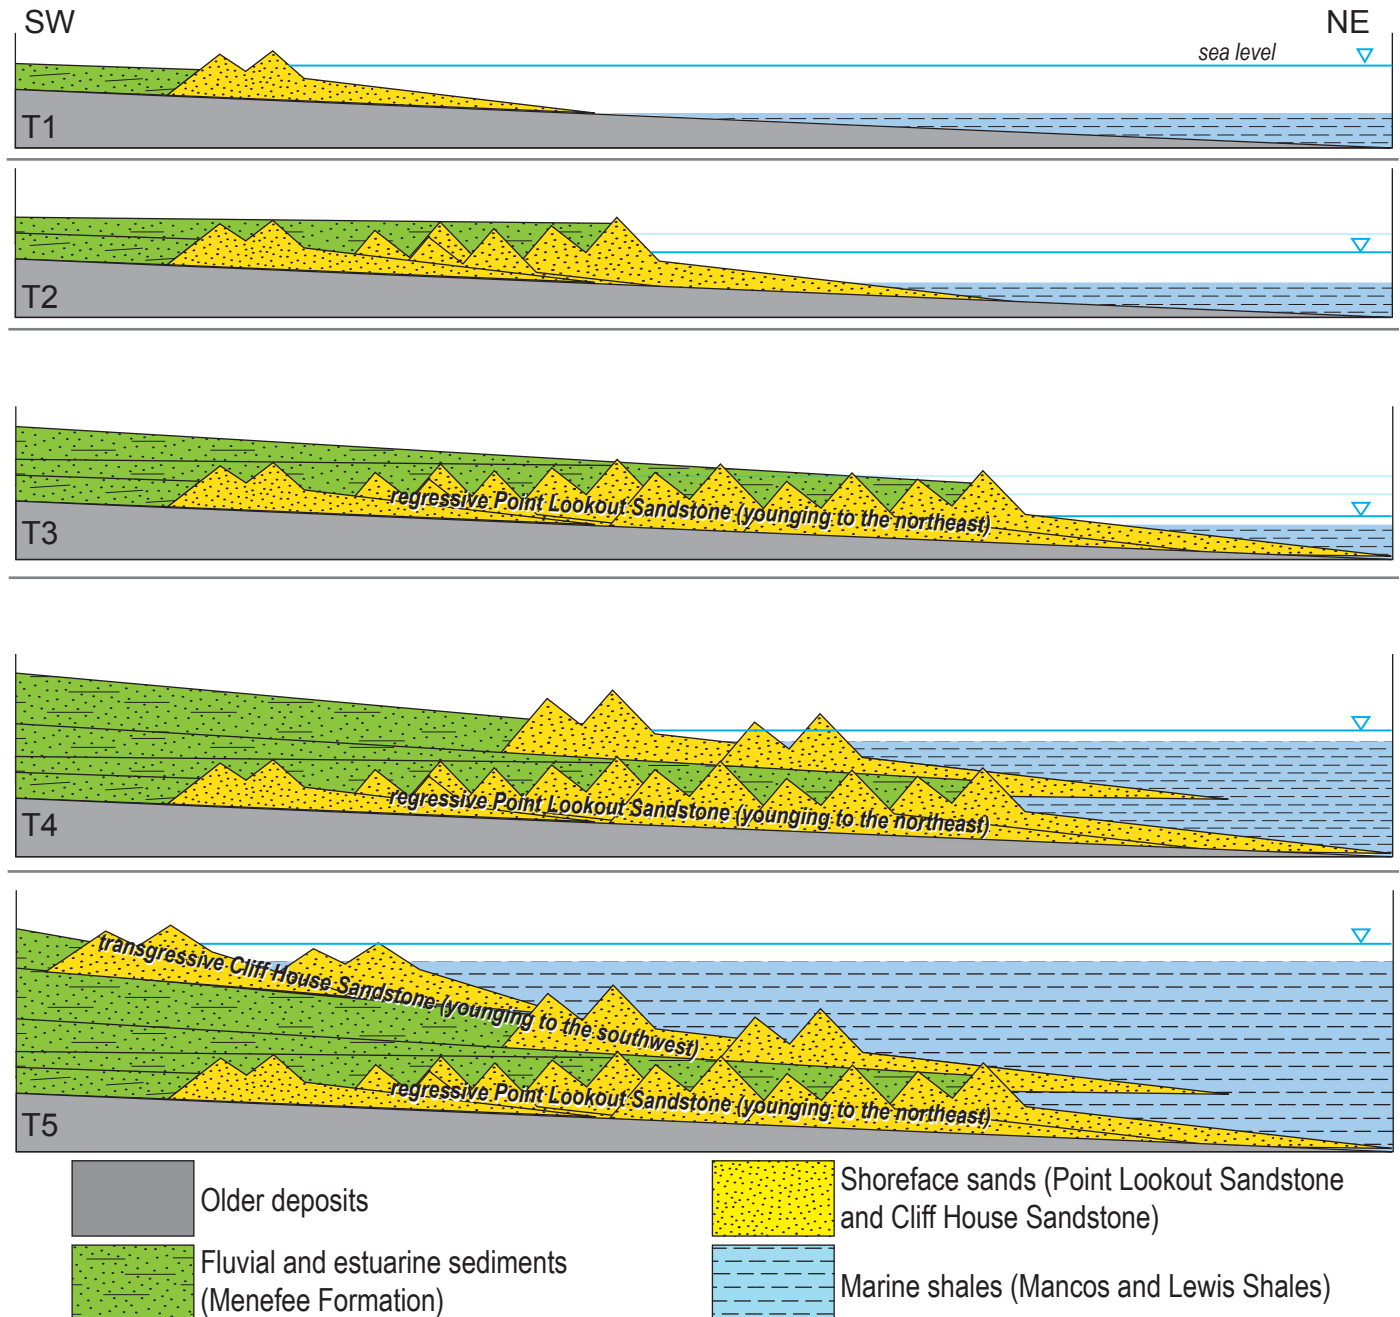 SW
NE
sea level
T1
T2
regressive Point Lookout Sandstone (younging to the northeast)
T3
regressive Point Lookout Sandstone (younging to the northeast)
T4
transgressive Cliff House Sandstone (younging to the southwest)
regressive Point Lookout Sandstone (younging to the northeast)
T5
Older deposits
Fluvial and estuarine sediments
(Menefee Formation)
Shoreface sands (Point Lookout Sandstone
and Cliff House Sandstone)
Marine shales (Mancos and Lewis Shales)